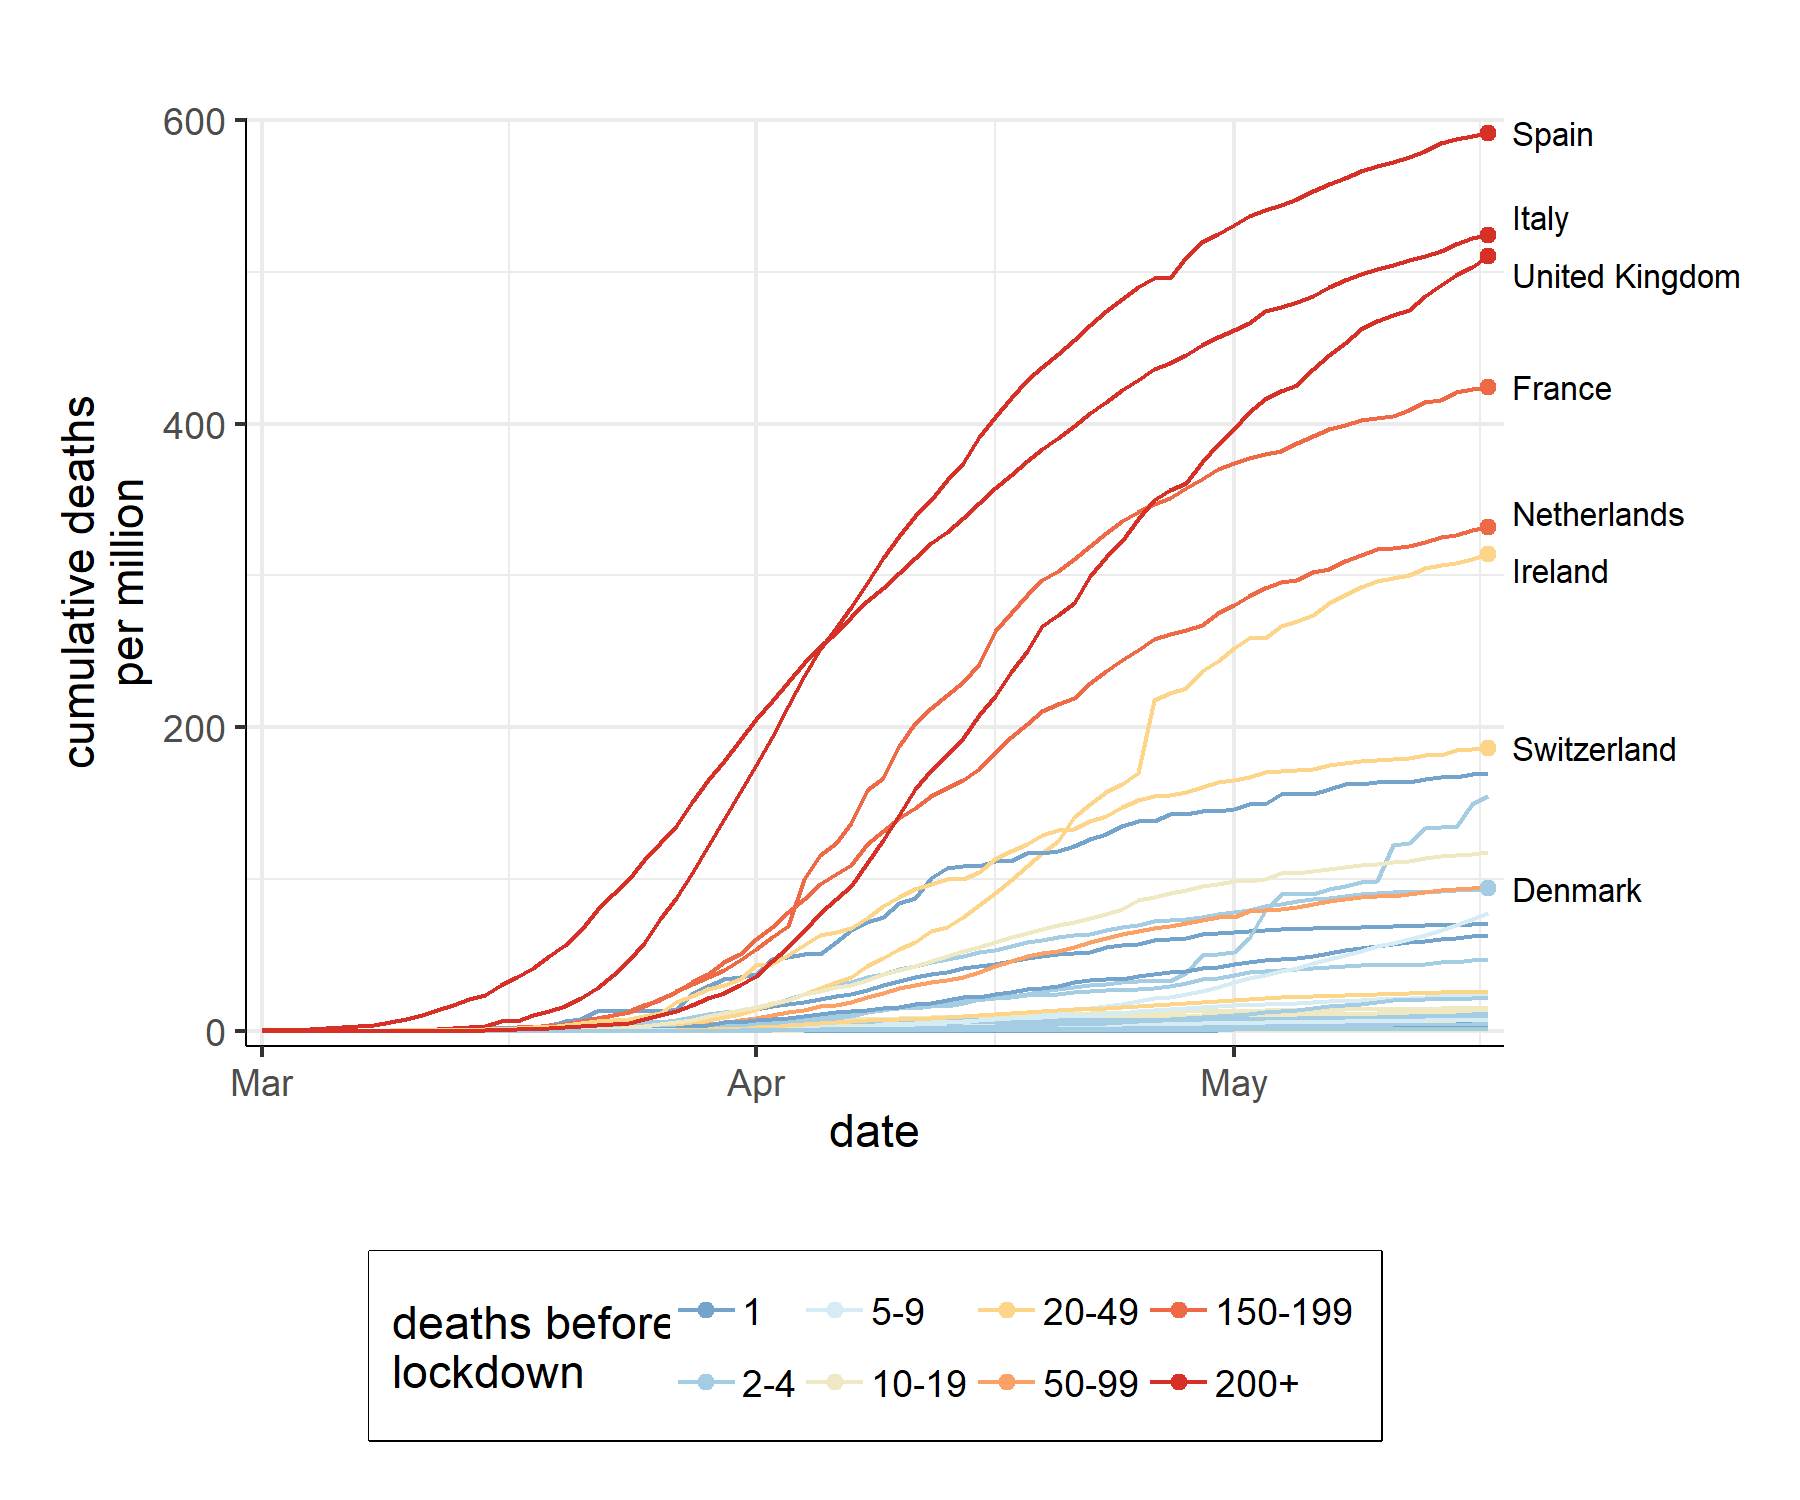 600
400
200
0
cumulative deaths
per million
Mar
Apr
May
date
Spain
Italy
United Kingdom
France
Netherlands
Ireland
Switzerland
Denmark
deaths before
lockdown
1
5-9
20-49
150-199
2-4
10-19
50-99
200+